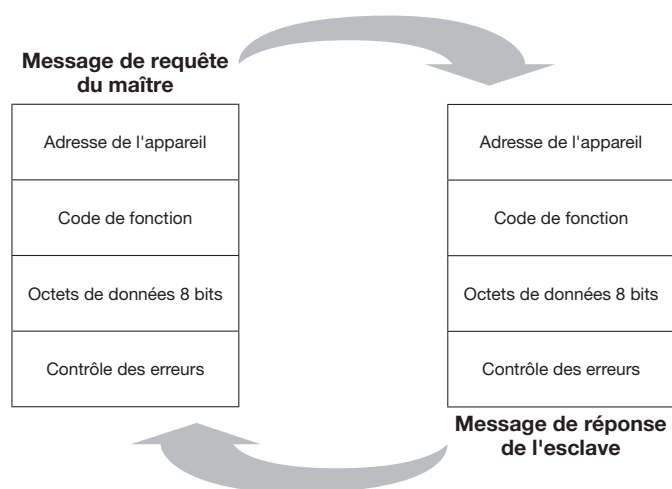 Message de requête
du maître
Adresse de l'appareil
Code de fonction
Octets de données 8 bits
Contrôle des erreurs
Adresse de l'appareil
Code de fonction
Octets de données 8 bits
Contrôle des erreurs
Message de réponse
de l'esclave